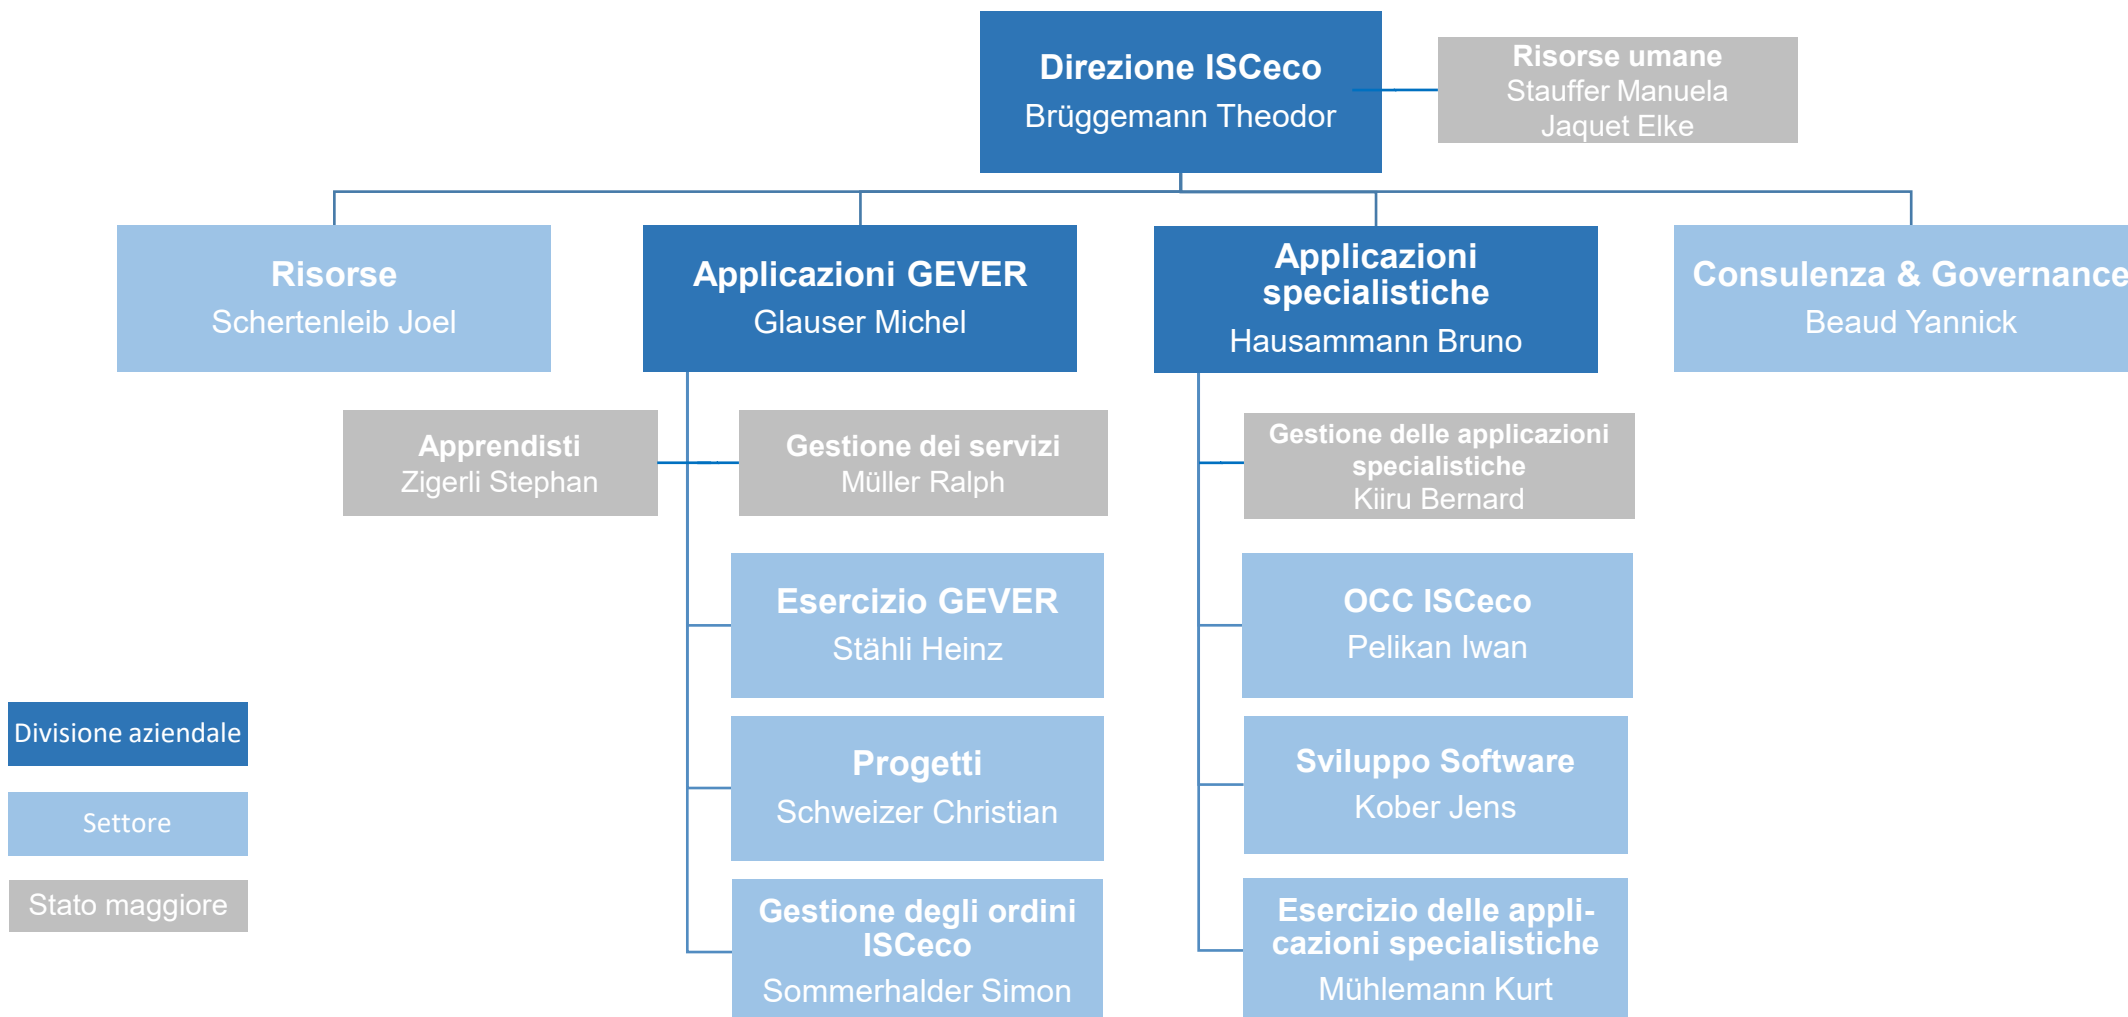 Direzione ISCeco
Brüggemann Theodor
Risorse umane
Stauffer Manuela
Jaquet Elke
Risorse
Schertenleib Joel
Applicazioni GEVER
Glauser Michel
Applicazioni
specialistiche
Hausammann Bruno
Consulenza & Governance
Beaud Yannick
Apprendisti
Zigerli Stephan
Gestione dei servizi
Müller Ralph
Gestione delle applicazioni
specialistiche
Kiiru Bernard
Esercizio GEVER
Stähli Heinz
OCC ISCeco
Pelikan Iwan
Progetti
Schweizer Christian
Sviluppo Software
Kober Jens
Gestione degli ordini
ISCeco
Sommerhalder Simon
Esercizio delle appli-
cazioni specialistiche
Mühlemann Kurt
Divisione aziendale
Settore
Stato maggiore